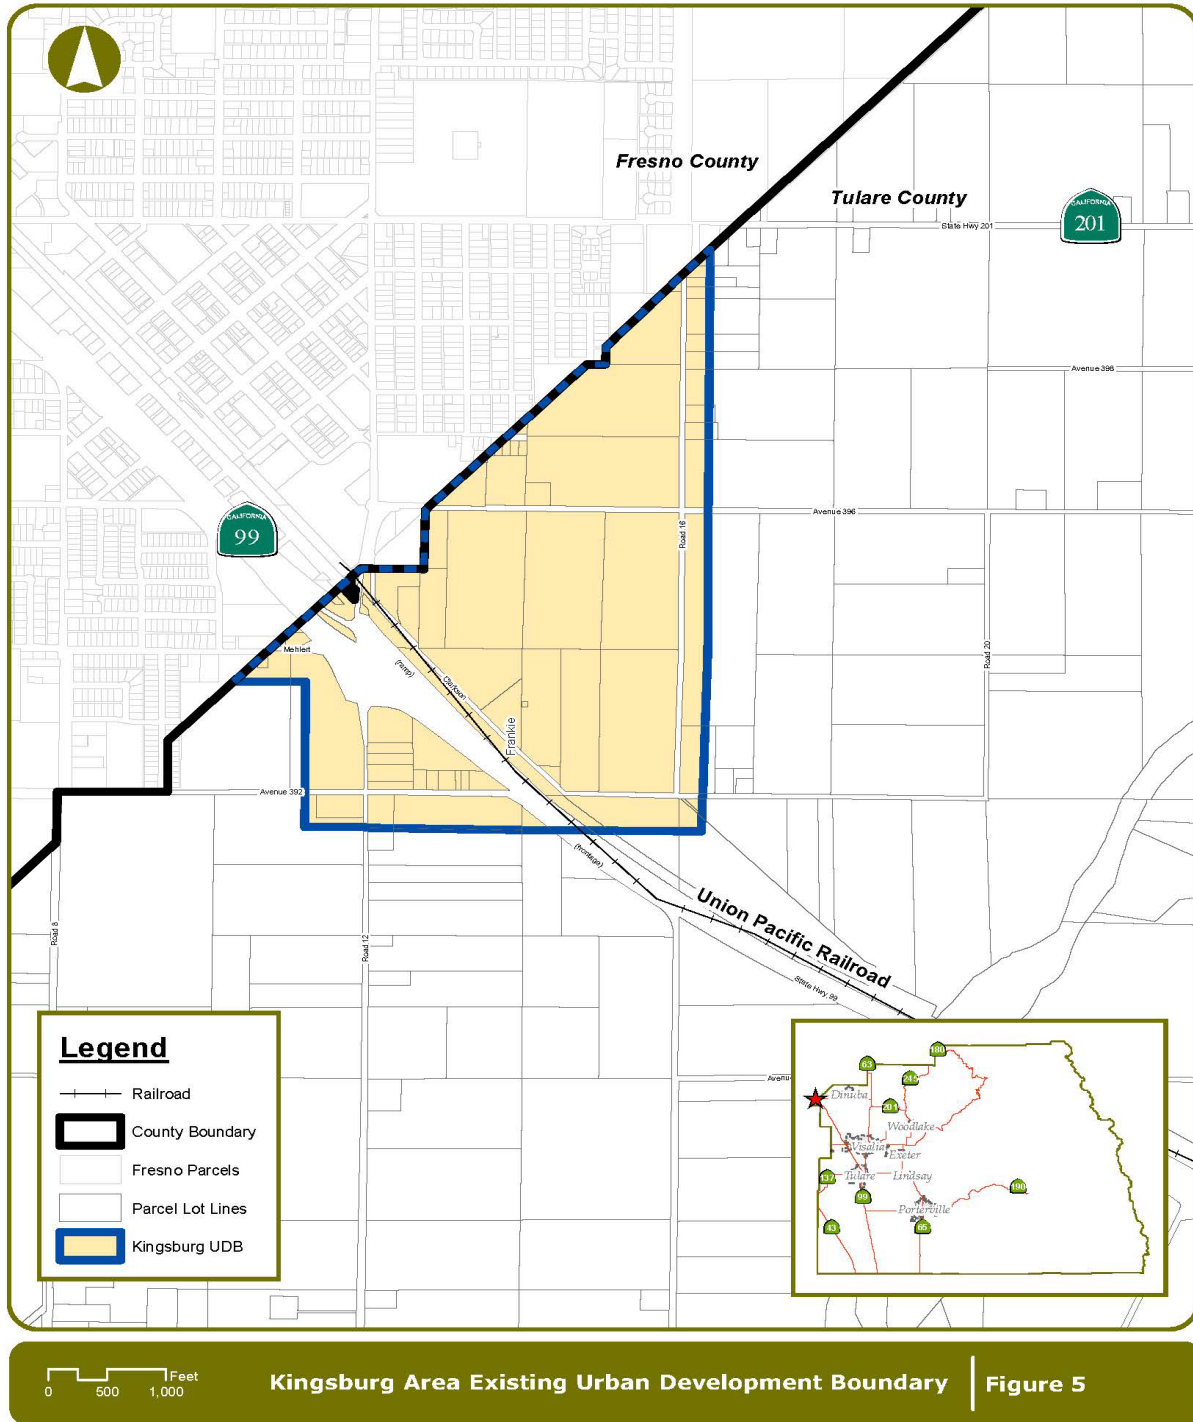 Fresno County
Tulare County
CALIFORNIA
201
State Hwy 201
Avenue 396
CALIFORNIA
99
Avenue 396
Road 16
Mehlert
(ramp)
Clarkson
Frankie
Road 20
Avenue 392
(frontage)
Union Pacific Railroad
State Hwy 99
Road 8
Road 12
Legend
Railroad
County Boundary
Fresno Parcels
Parcel Lot Lines
Kingsburg UDB
Avenu
180
63
245
Dinuba
201
Woodlake
Visalia
Exeter
137
Tulare
Lindsay
99
190
Porterville
43
65
Feet
0 500 1,000
Kingsburg Area Existing Urban Development Boundary
Figure 5